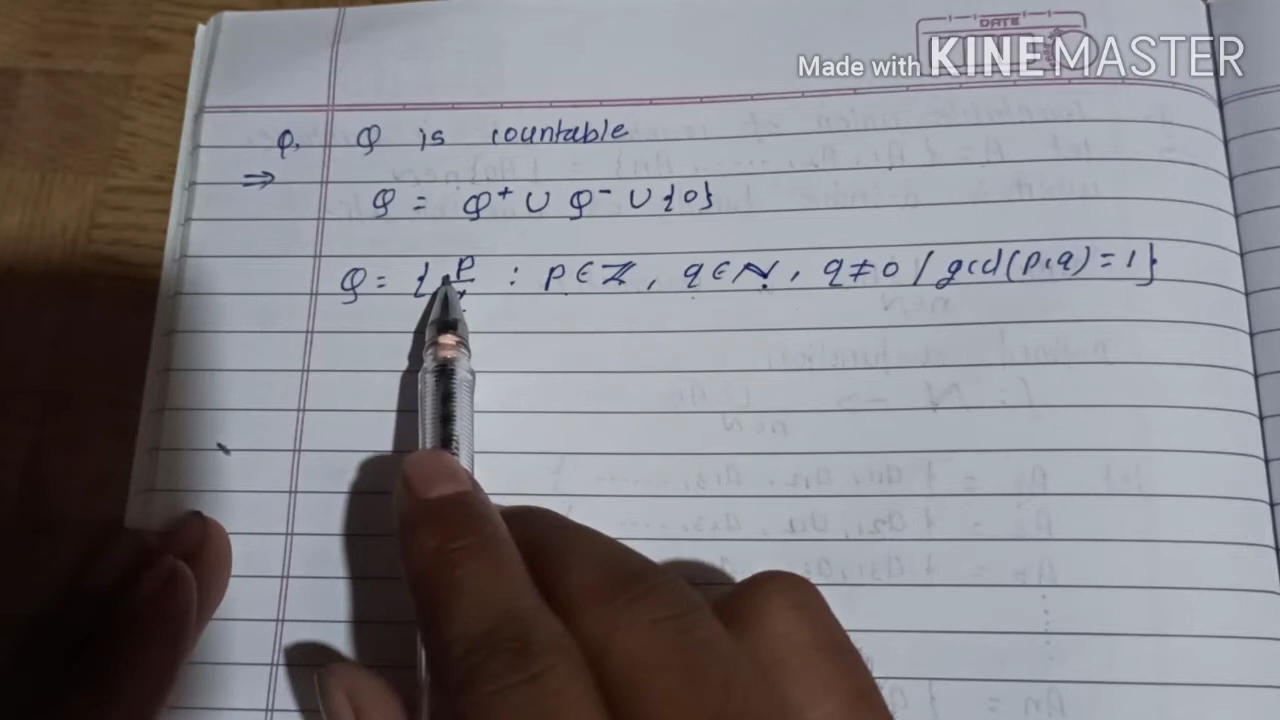 DATE
Made with KINEMASTER
Q. Q is countable
⇒
Q = Q⁺ ∪ Q⁻ ∪ {0}
Q = {p/q : p ∈ Z, q ∈ N, q ≠ 0 / gcd(p,q) = 1}